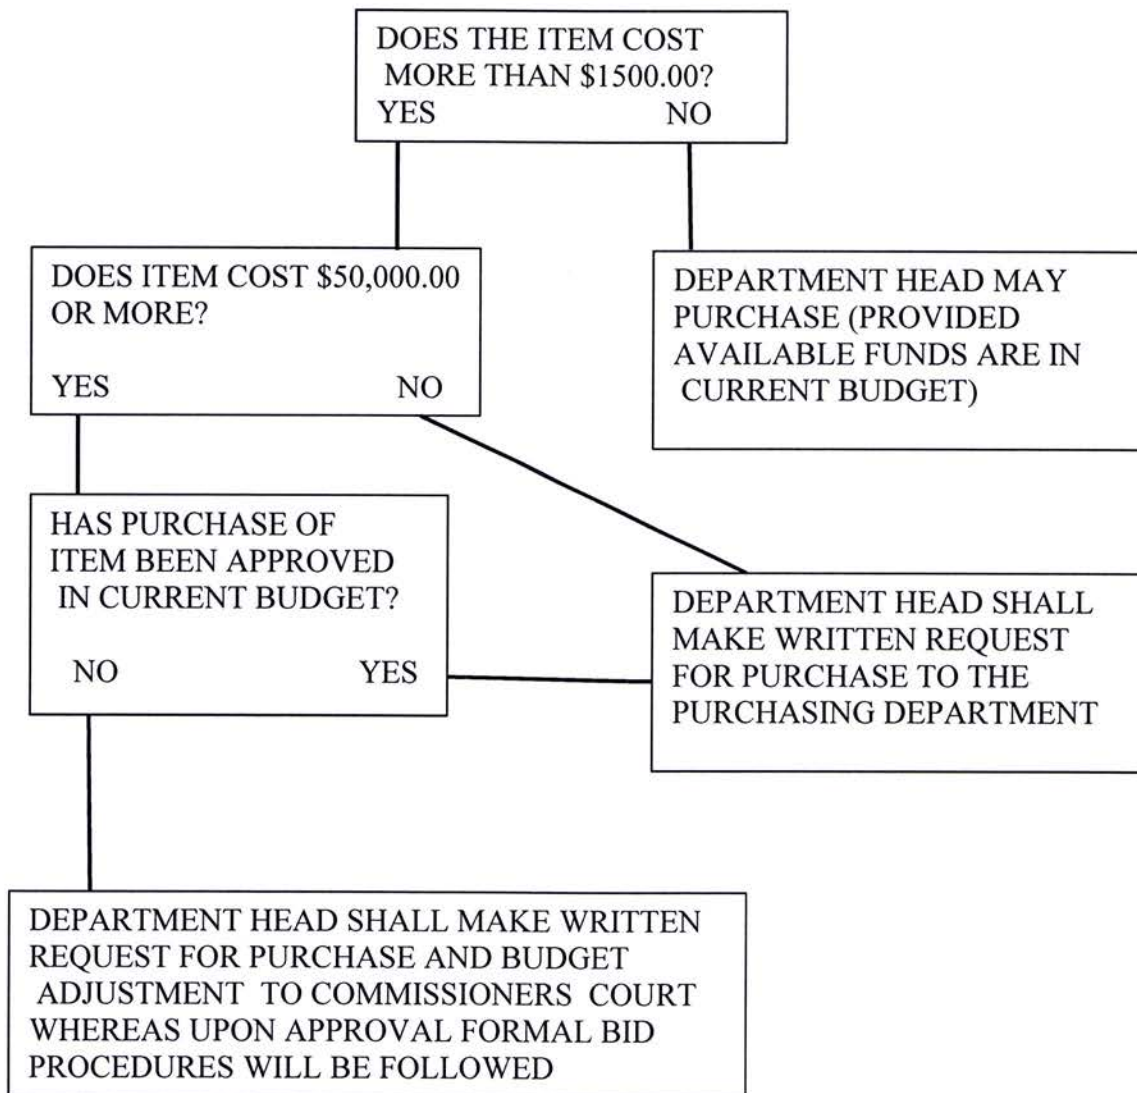 DOES THE ITEM COST
MORE THAN $1500.00?
YES NO
DOES ITEM COST $50,000.00
OR MORE?
YES NO
DEPARTMENT HEAD MAY
PURCHASE (PROVIDED
AVAILABLE FUNDS ARE IN
CURRENT BUDGET)
HAS PURCHASE OF
ITEM BEEN APPROVED
IN CURRENT BUDGET?
NO YES
DEPARTMENT HEAD SHALL
MAKE WRITTEN REQUEST
FOR PURCHASE TO THE
PURCHASING DEPARTMENT
DEPARTMENT HEAD SHALL MAKE WRITTEN
REQUEST FOR PURCHASE AND BUDGET
ADJUSTMENT TO COMMISSIONERS COURT
WHEREAS UPON APPROVAL FORMAL BID
PROCEDURES WILL BE FOLLOWED